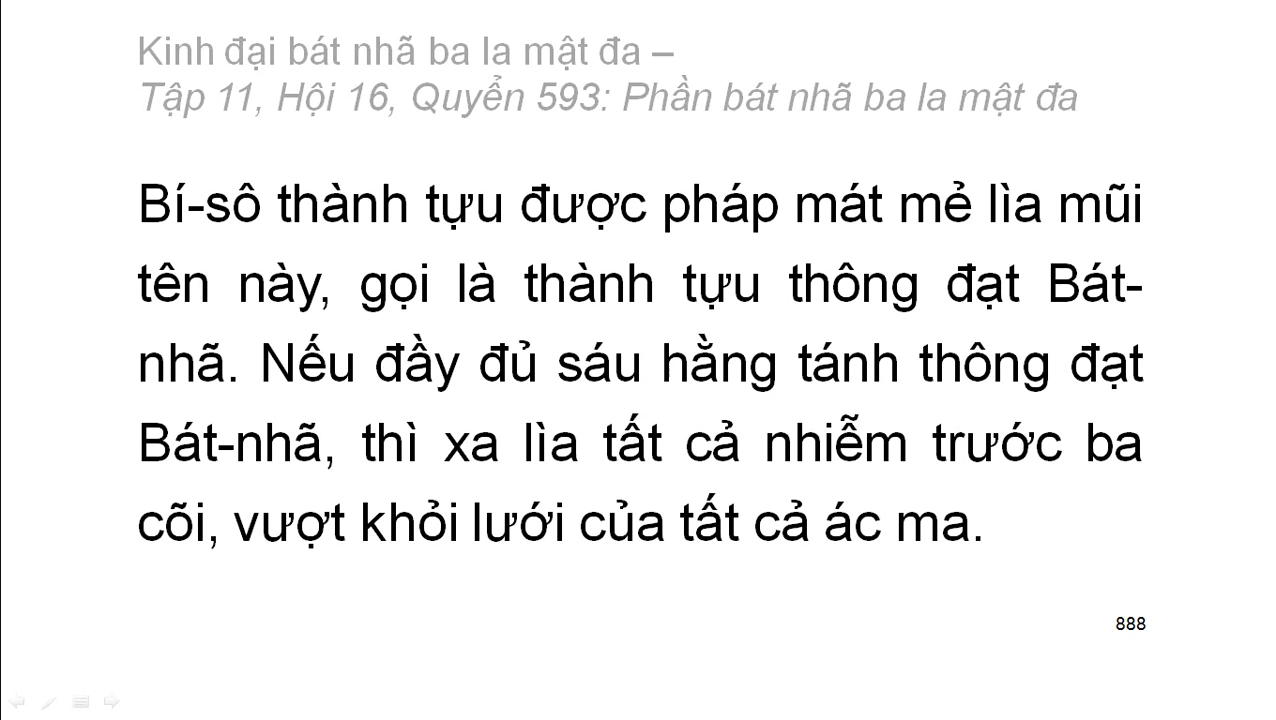 Kinh đại bát nhã ba la mật đa –
Tập 11, Hội 16, Quyển 593: Phần bát nhã ba la mật đa
Bí-sô thành tựu được pháp mát mẻ lìa mũi
tên này, gọi là thành tựu thông đạt Bát-
nhã. Nếu đầy đủ sáu hằng tánh thông đạt
Bát-nhã, thì xa lìa tất cả nhiễm trước ba
cõi, vượt khỏi lưới của tất cả ác ma.
888